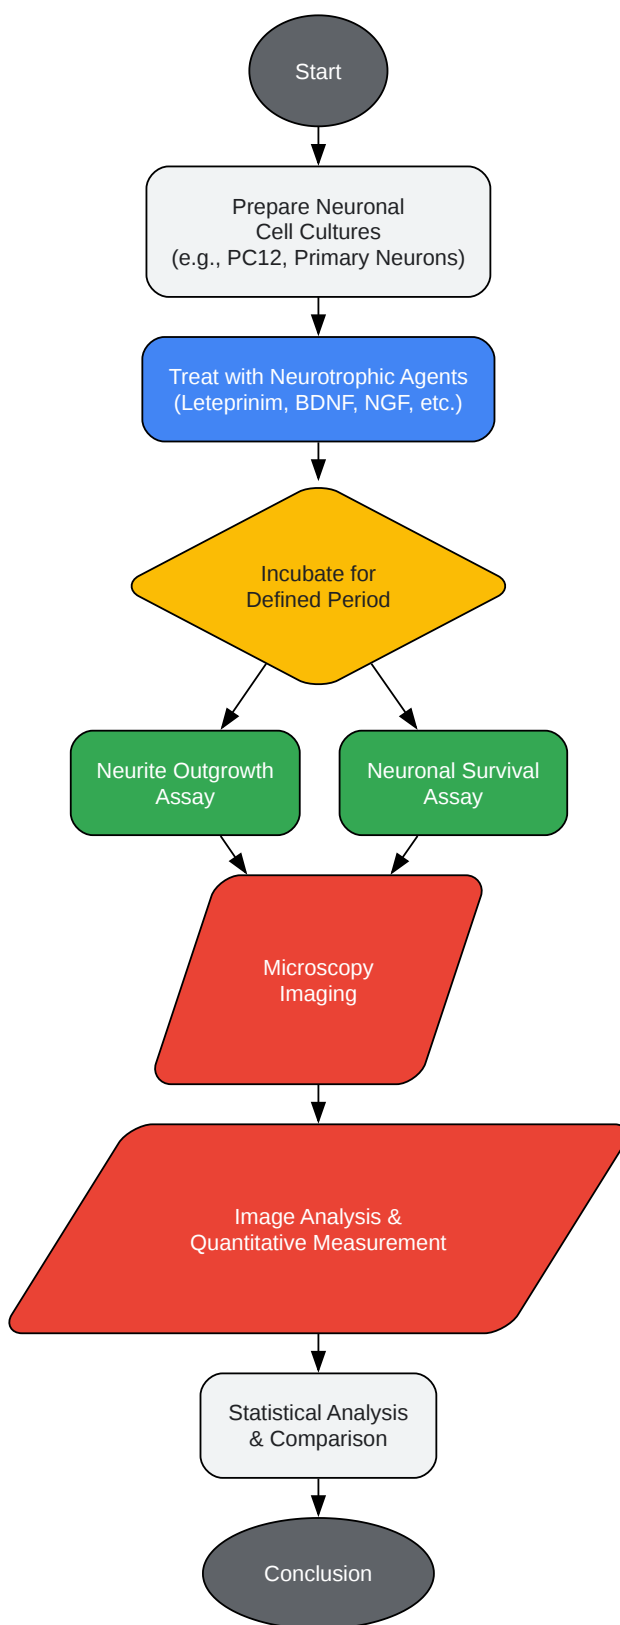 Start
Prepare Neuronal
Cell Cultures
(e.g., PC12, Primary Neurons)
Treat with Neurotrophic Agents
(Leteprinim, BDNF, NGF, etc.)
Incubate for
Defined Period
Neurite Outgrowth
Assay
Neuronal Survival
Assay
Microscopy
Imaging
Image Analysis &
Quantitative Measurement
Statistical Analysis
& Comparison
Conclusion